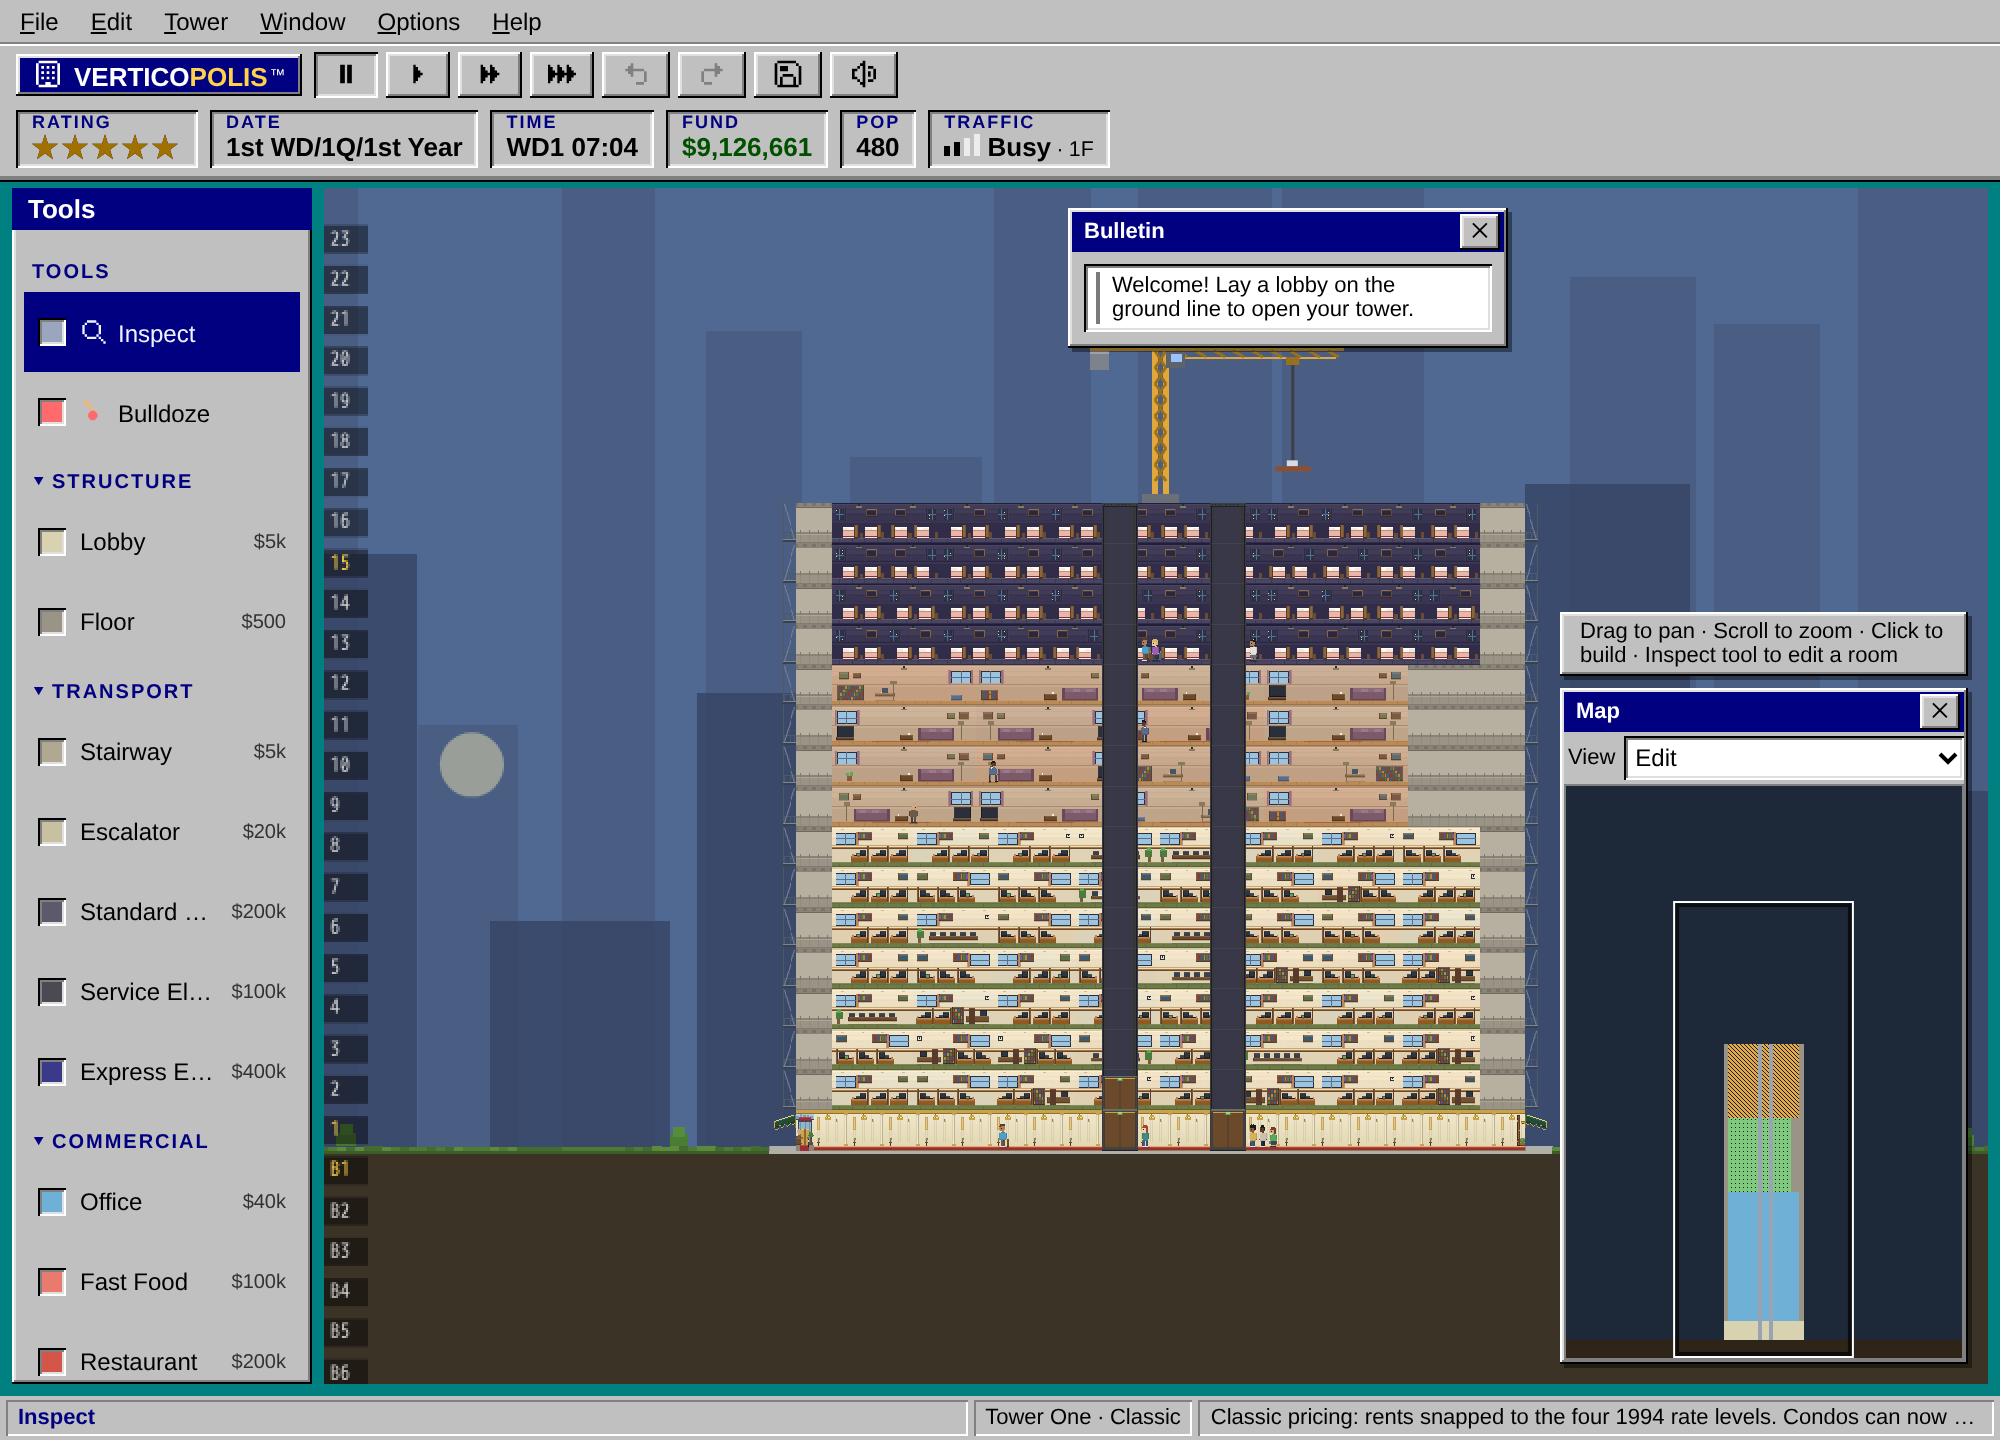 File Edit Tower Window Options Help
VERTICOPOLIS™
RATING DATE TIME FUND POP TRAFFIC
1st WD/1Q/1st Year WD1 07:04 $9,126,661 480 Busy · 1F
Tools
TOOLS
Inspect
Bulldoze
STRUCTURE
Lobby $5k
Floor $500
TRANSPORT
Stairway $5k
Escalator $20k
Standard … $200k
Service El… $100k
Express E… $400k
COMMERCIAL
Office $40k
Fast Food $100k
Restaurant $200k
23
22
21
20
19
18
17
16
15
14
13
12
11
10
9
8
7
6
5
4
3
2
1
B1
B2
B3
B4
B5
B6
Bulletin
Welcome! Lay a lobby on the
ground line to open your tower.
Drag to pan · Scroll to zoom · Click to
build · Inspect tool to edit a room
Map
View Edit
Inspect
Tower One · Classic
Classic pricing: rents snapped to the four 1994 rate levels. Condos can now …